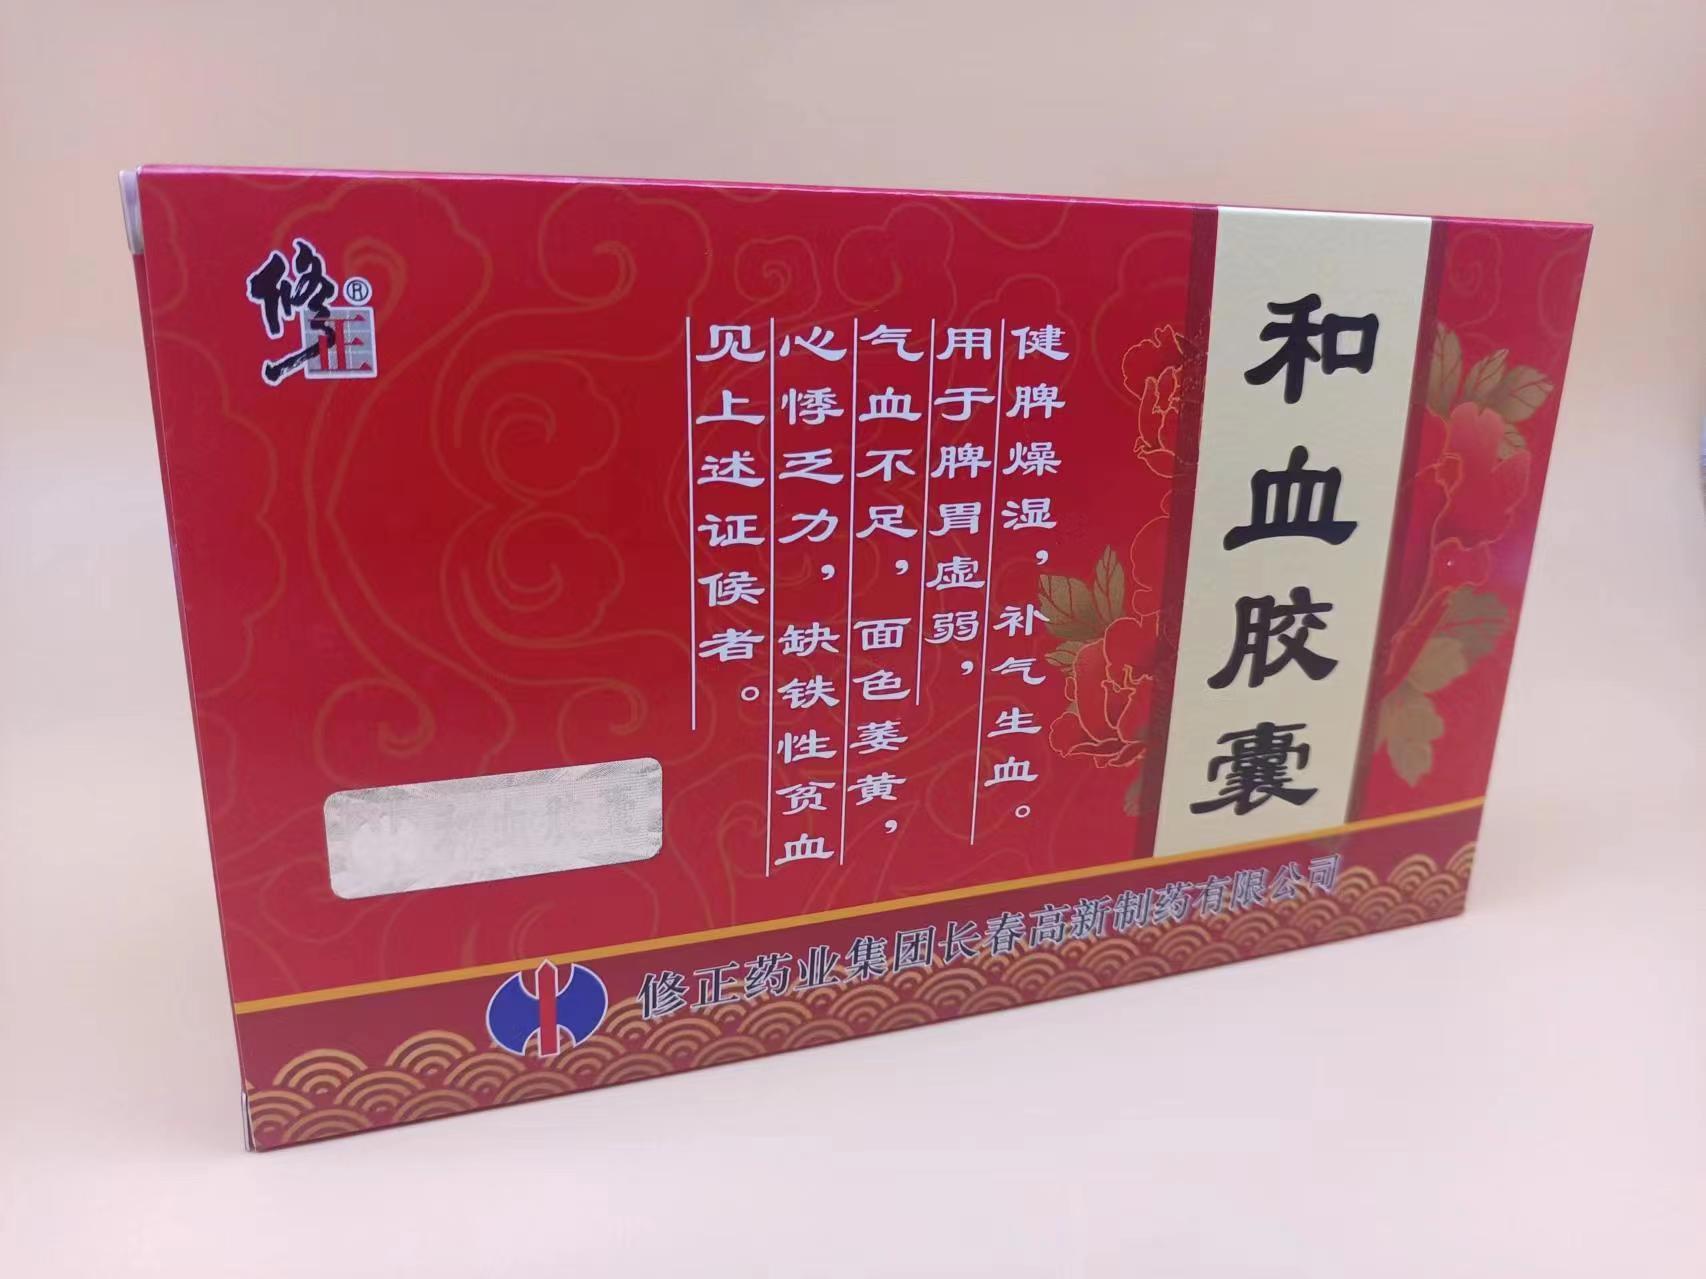 和血胶囊
健脾燥湿，补气生血。
用于脾胃虚弱，
气血不足，面色萎黄，
心悸乏力，缺铁性贫血
见上述证候者。
修正®
修正药业集团长春高新制药有限公司